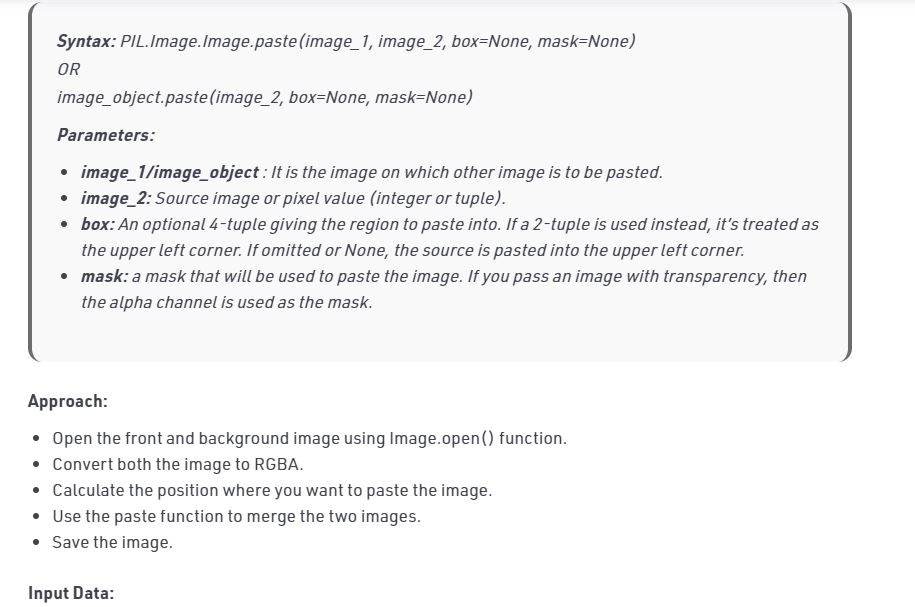 Syntax: PIL.Image.Image.paste(image_1, image_2, box=None, mask=None)
OR
image_object.paste(image_2, box=None, mask=None)
Parameters:
• image_1/image_object : It is the image on which other image is to be pasted.
• image_2: Source image or pixel value (integer or tuple).
• box: An optional 4-tuple giving the region to paste into. If a 2-tuple is used instead, it’s treated as
the upper left corner. If omitted or None, the source is pasted into the upper left corner.
• mask: a mask that will be used to paste the image. If you pass an image with transparency, then
the alpha channel is used as the mask.
Approach:
• Open the front and background image using Image.open() function.
• Convert both the image to RGBA.
• Calculate the position where you want to paste the image.
• Use the paste function to merge the two images.
• Save the image.
Input Data: